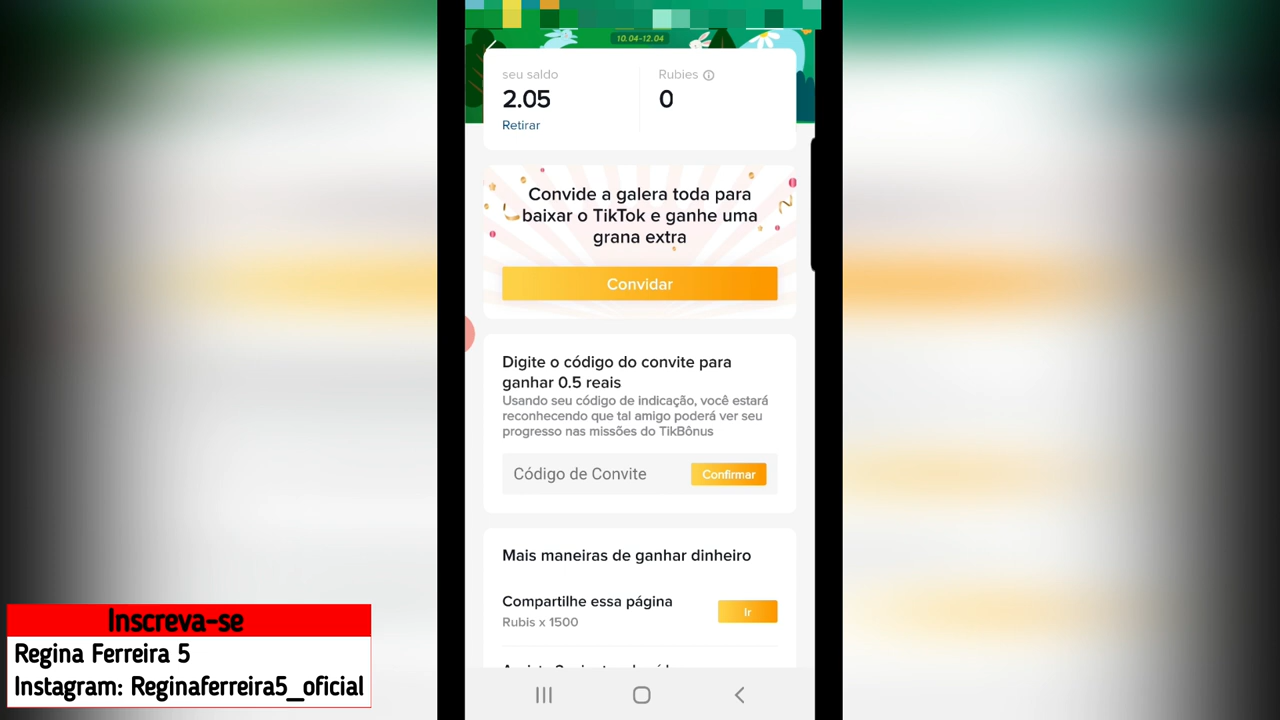 10.04-12.04
seu saldo
Rubies
2.05
0
Retirar
Convide a galera toda para
baixar o TikTok e ganhe uma
grana extra
Convidar
Digite o código do convite para
ganhar 0.5 reais
Usando seu código de indicação, você estará
reconhecendo que tal amigo poderá ver seu
progresso nas missões do TikBônus
Código de Convite
Confirmar
Mais maneiras de ganhar dinheiro
Compartilhe essa página
Ir
Rubis x 1500
Inscreva-se
Regina Ferreira 5
Instagram: Reginaferreira5_oficial